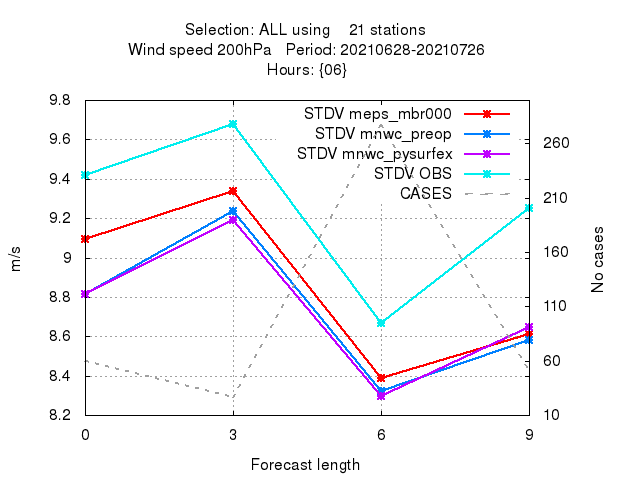 Selection: ALL using    21 stations
Wind speed 200hPa   Period: 20210628-20210726
Hours: {06}
STDV meps_mbr000
STDV mnwc_preop
STDV mnwc_pysurfex
STDV OBS
CASES
9.8
9.6
9.4
9.2
9
8.8
8.6
8.4
8.2
m/s
260
210
160
110
60
10
No cases
0 3 6 9
Forecast length